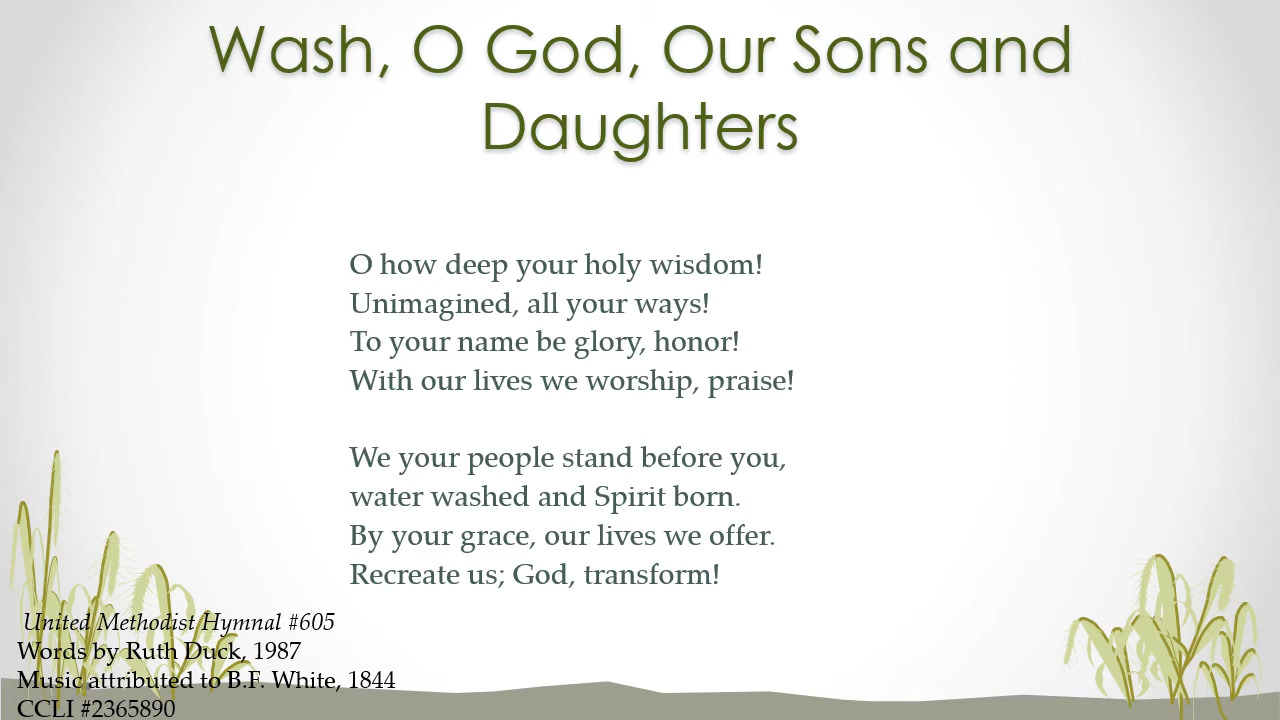 Wash, O God, Our Sons and
Daughters
O how deep your holy wisdom!
Unimagined, all your ways!
To your name be glory, honor!
With our lives we worship, praise!
We your people stand before you,
water washed and Spirit born.
By your grace, our lives we offer.
Recreate us; God, transform!
United Methodist Hymnal #605
Words by Ruth Duck, 1987
Music attributed to B.F. White, 1844
CCLI #2365890